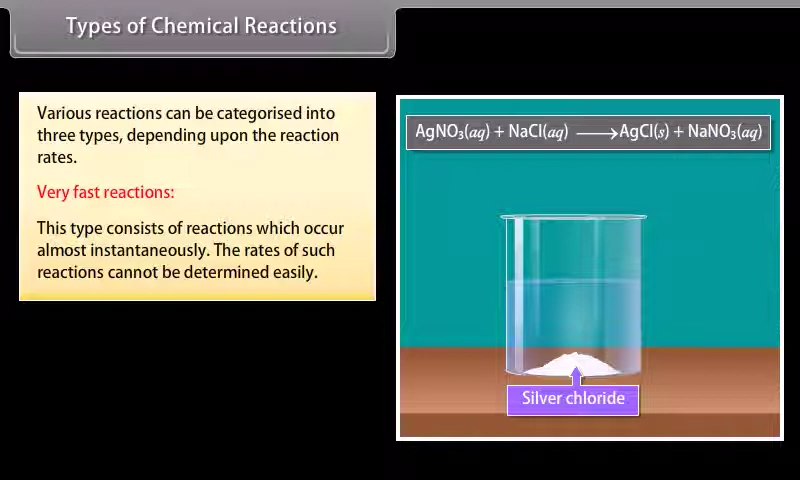 Types of Chemical Reactions
Various reactions can be categorised into
three types, depending upon the reaction
rates.
Very fast reactions:
This type consists of reactions which occur
almost instantaneously. The rates of such
reactions cannot be determined easily.
AgNO₃(aq) + NaCl(aq) ⟶ AgCl(s) + NaNO₃(aq)
Silver chloride